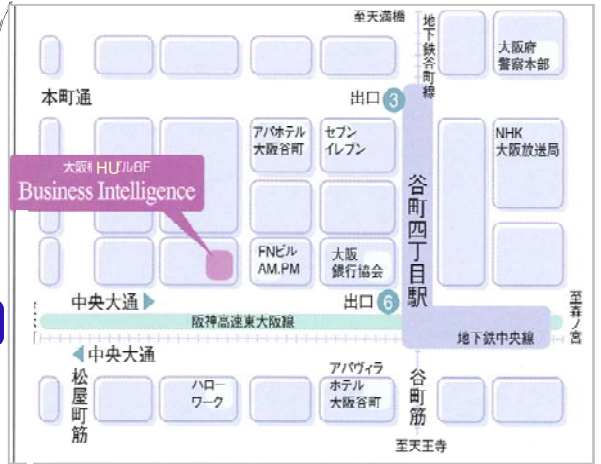 至天満橋
地下鉄谷町線
大阪府
警察本部
本町通
出口 3
アパホテル
大阪谷町
セブン
イレブン
NHK
大阪放送局
HU
Business Intelligence
谷町四丁目駅
FNビル
AM.PM
大阪
銀行協会
中央大通
出口 6
阪神高速東大阪線
至森ノ宮
地下鉄中央線
中央大通
松屋町筋
ハロー
ワーク
アパヴィラ
ホテル
大阪谷町
谷町筋
至天王寺